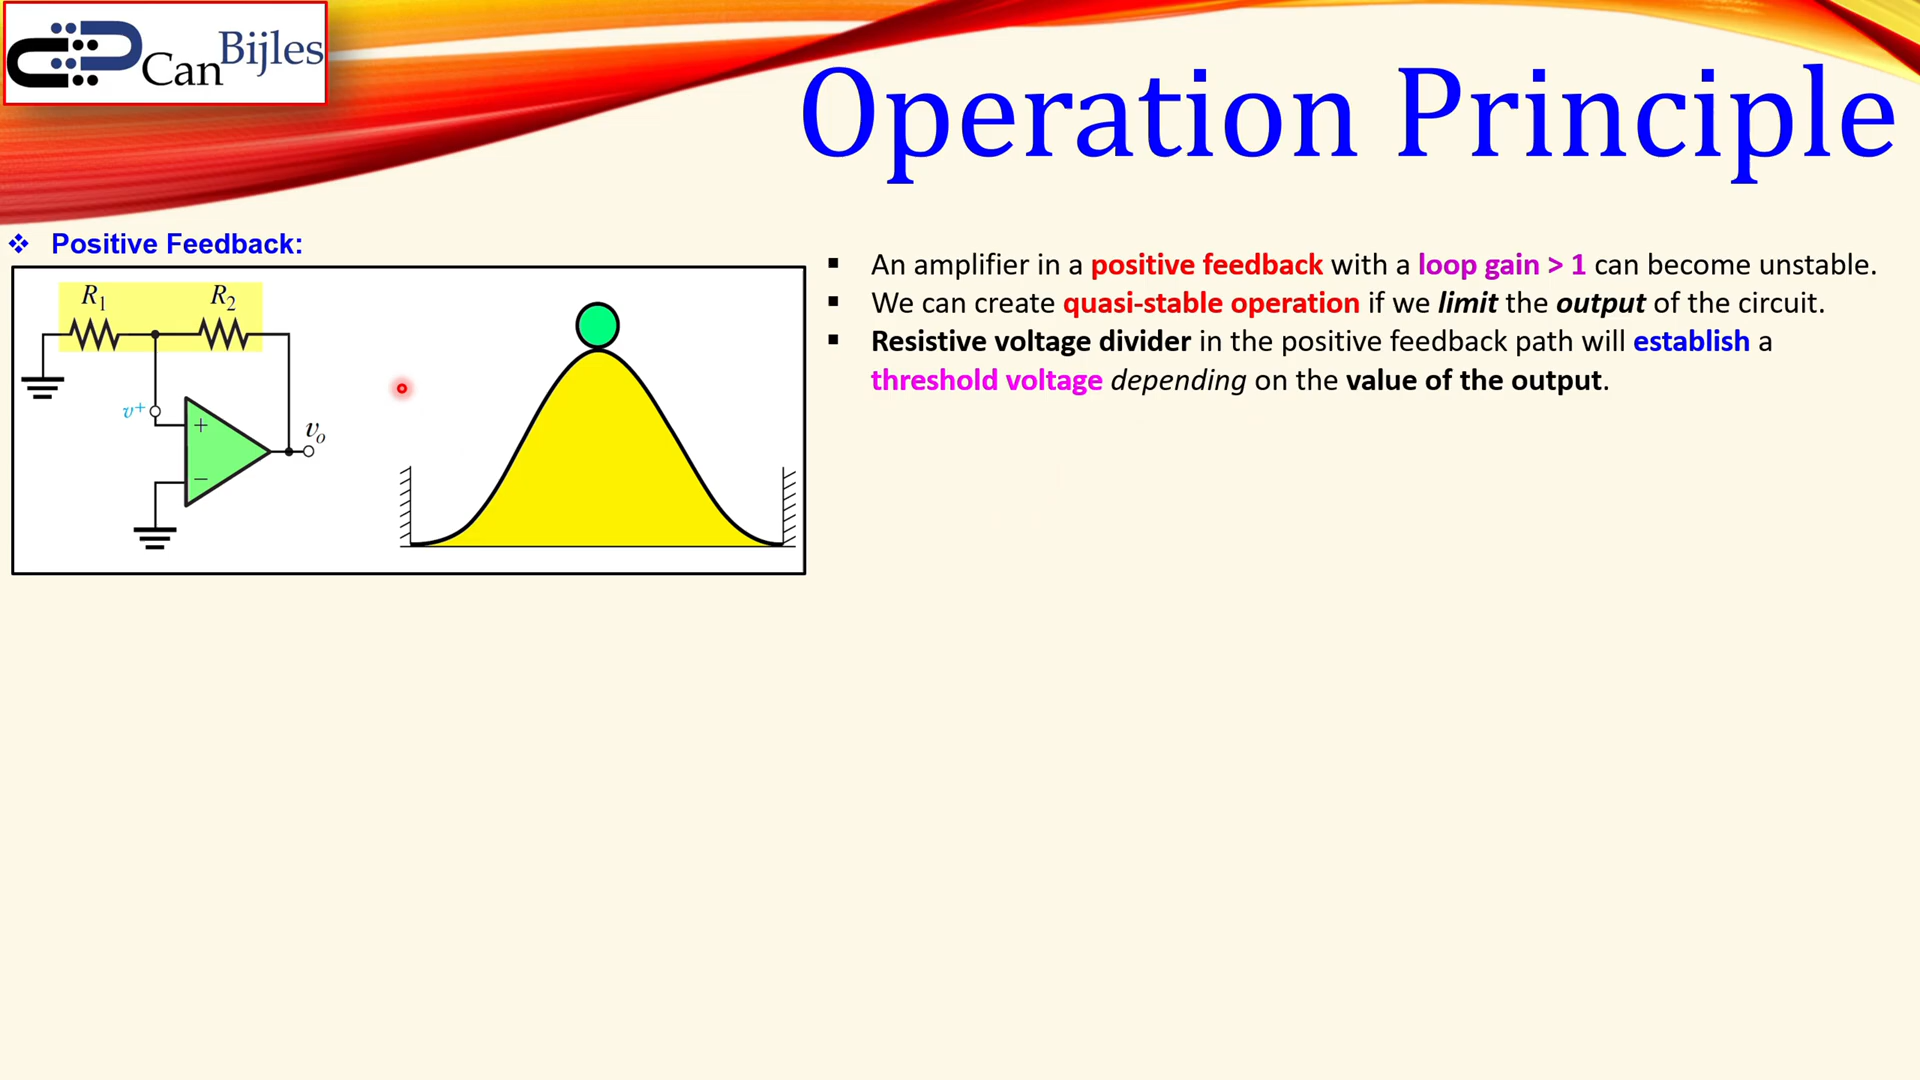 Can Bijles
Operation Principle
❖ Positive Feedback:
R1 R2
v+
+
−
vo
▪ An amplifier in a positive feedback with a loop gain > 1 can become unstable.
▪ We can create quasi-stable operation if we limit the output of the circuit.
▪ Resistive voltage divider in the positive feedback path will establish a
threshold voltage depending on the value of the output.